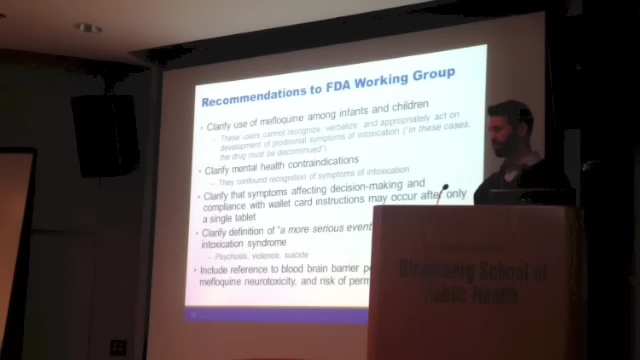 Recommendations to FDA Working Group
• Clarify use of mefloquine among infants and children
– These users cannot recognize, verbalize, and appropriately act on
development of prodromal symptoms of intoxication ("in these cases,
the drug must be discontinued")
• Clarify mental health contraindications
– They confound recognition of symptoms of intoxication
• Clarify that symptoms affecting decision-making and
compliance with wallet card instructions may occur after only
a single tablet
• Clarify definition of "a more serious event
intoxication syndrome
– Psychosis, violence, suicide
• Include reference to blood brain barrier
mefloquine neurotoxicity, and risk of
Bloomberg School of
Public Health